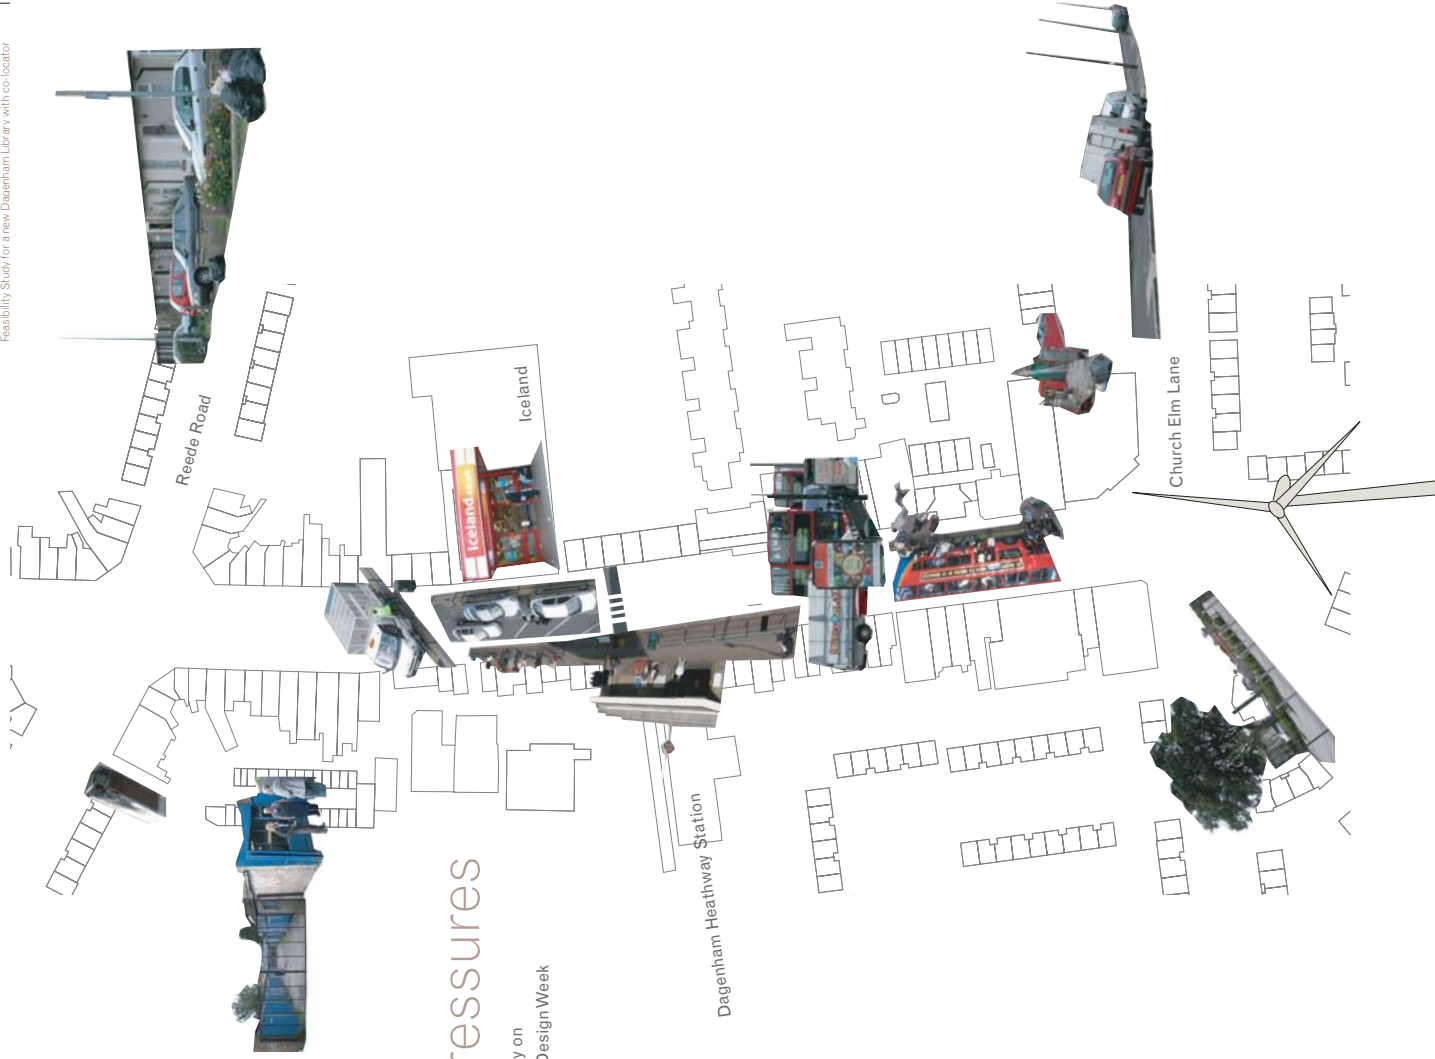 Feasibility Study for a new Dagenham Library with co-locator
Reede Road
Iceland
Iceland
Church Elm Lane
Dagenham Heathway Station
ressures
y on
Design Week